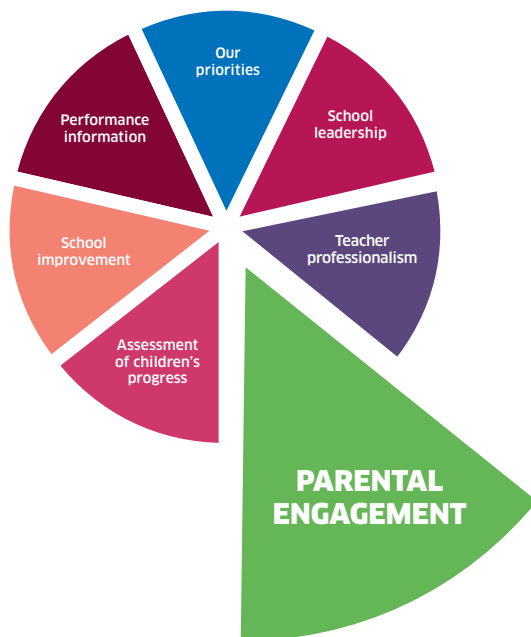 Our
priorities
School
leadership
Performance
information
Teacher
professionalism
School
improvement
Assessment
of children's
progress
PARENTAL
ENGAGEMENT